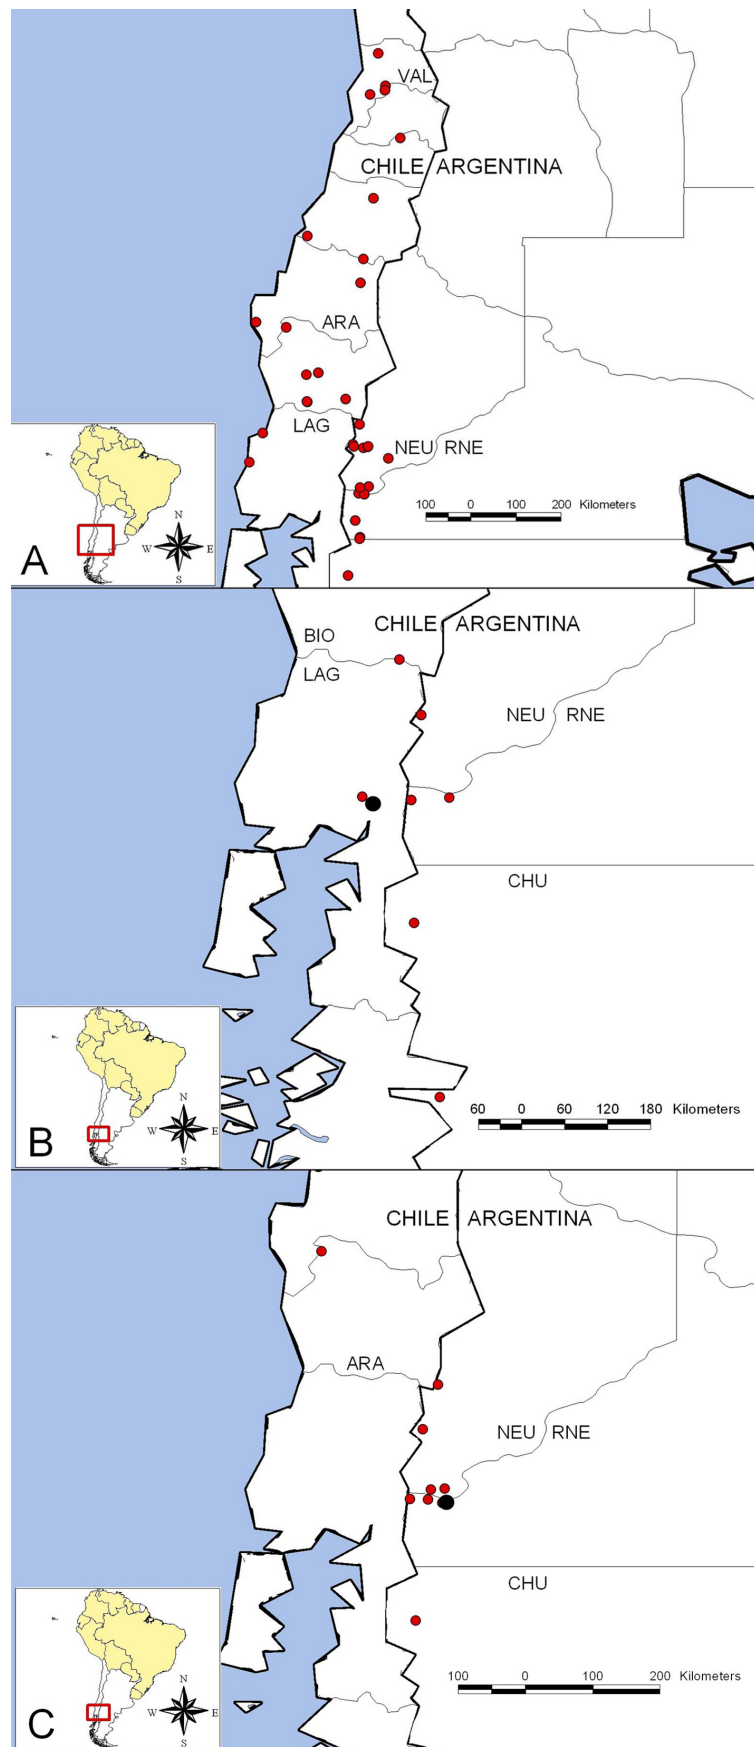 VAL
CHILE ARGENTINA
ARA
LAG
NEU RNE
100 0 100 200 Kilometers
N
W E
S
A
CHILE ARGENTINA
BIO
LAG
NEU RNE
CHU
60 0 60 120 180 Kilometers
N
W E
S
B
CHILE ARGENTINA
ARA
NEU RNE
CHU
100 0 100 200 Kilometers
N
W E
S
C